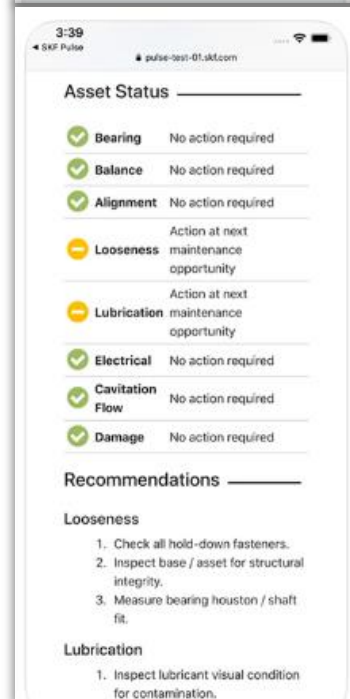 3:39
◄ SKF Pulse
pulse-test-01.skf.com
Asset Status
Bearing No action required
Balance No action required
Alignment No action required
Action at next
Looseness maintenance
opportunity
Action at next
Lubrication maintenance
opportunity
Electrical No action required
Cavitation
Flow No action required
Damage No action required
Recommendations
Looseness
1. Check all hold-down fasteners.
2. Inspect base / asset for structural
integrity.
3. Measure bearing houston / shaft
fit.
Lubrication
1. Inspect lubricant visual condition
for contamination.